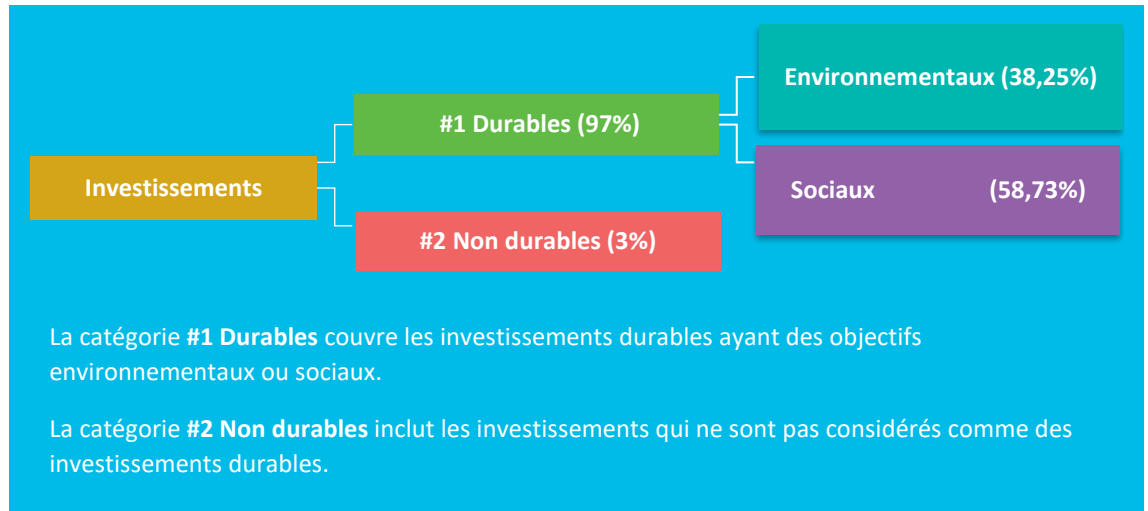 Environnementaux (38,25%)
#1 Durables (97%)
Investissements
Sociaux (58,73%)
#2 Non durables (3%)
La catégorie #1 Durables couvre les investissements durables ayant des objectifs
environnementaux ou sociaux.
La catégorie #2 Non durables inclut les investissements qui ne sont pas considérés comme des
investissements durables.